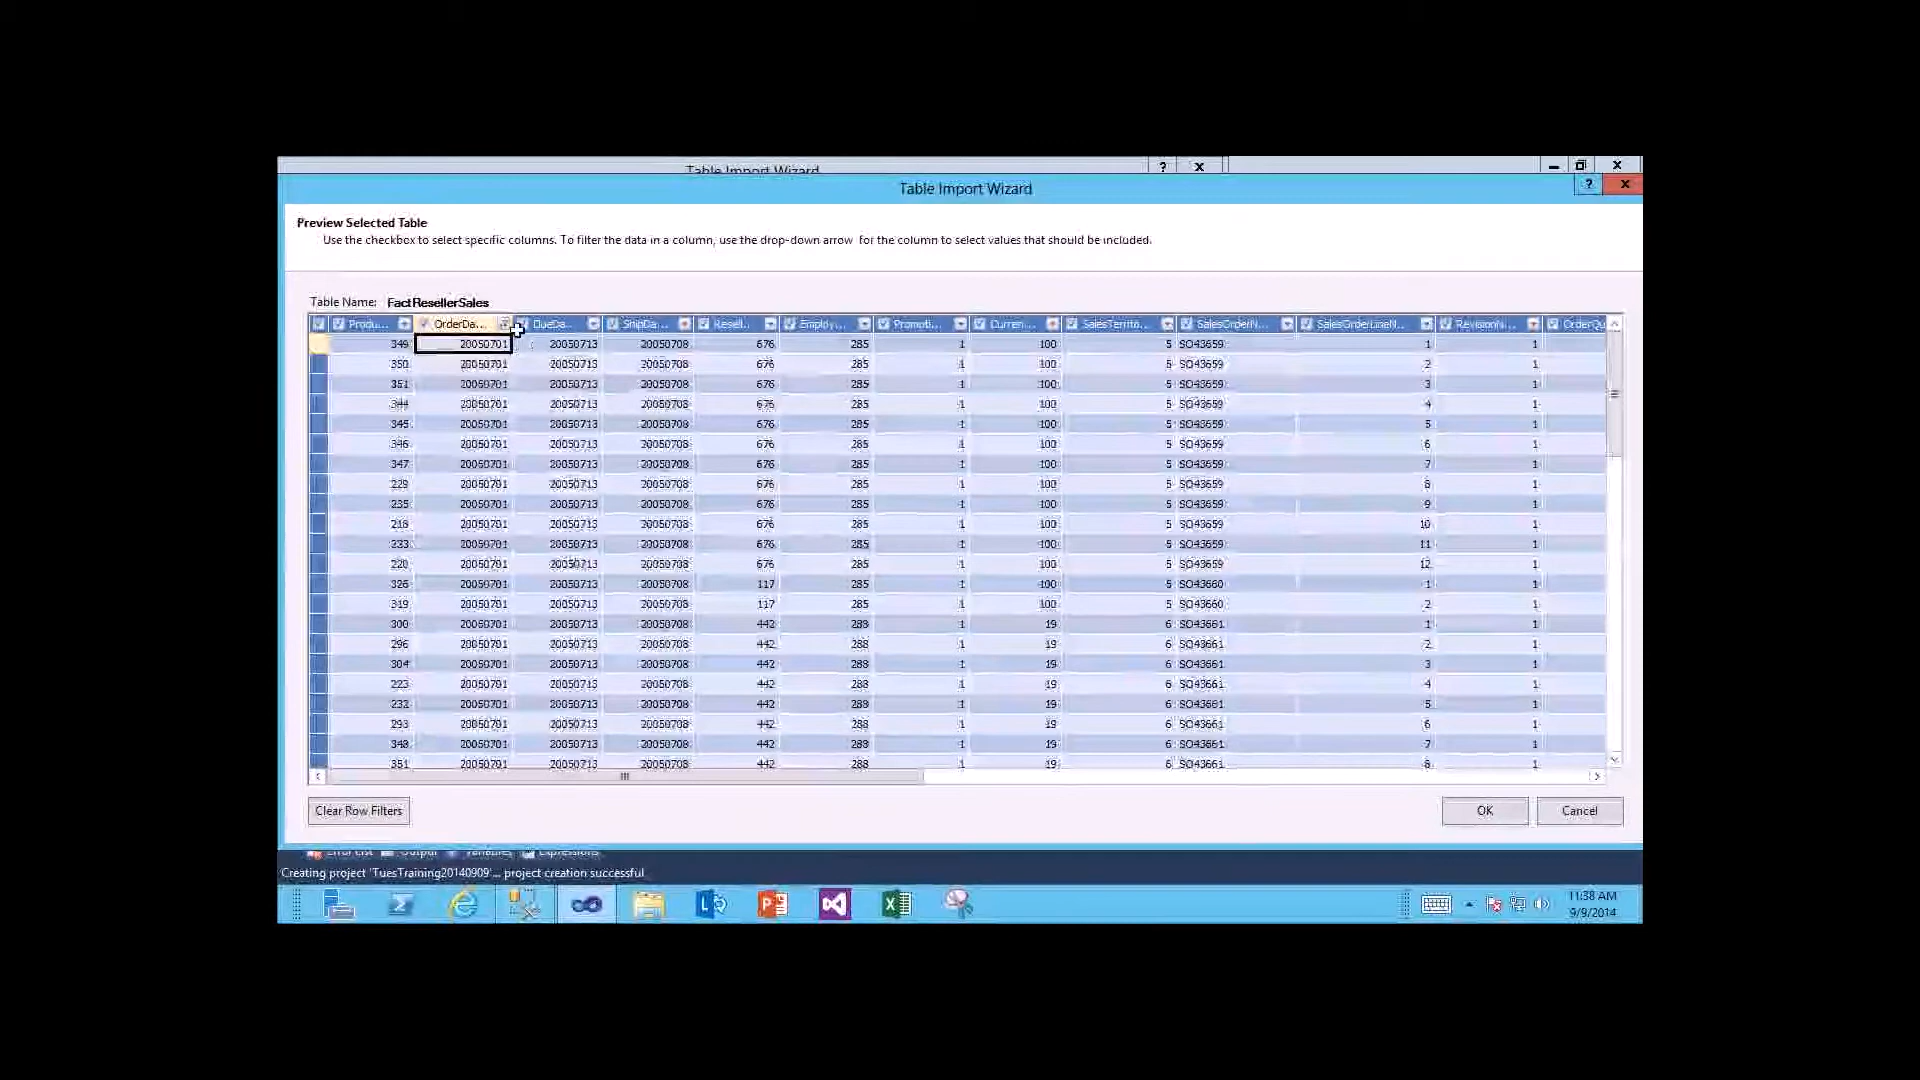 Table Import Wizard
Table Import Wizard
Preview Selected Table
Use the checkbox to select specific columns. To filter the data in a column, use the drop-down arrow for the column to select values that should be included.
Table Name: FactResellerSales
Produ... OrderDa... DueDa... ShipDa... Resell... Employ... Promoti... Curren... SalesTerrito... SalesOrderN... SalesOrderLineN... RevisionN... OrderQu
349 20050701 20050713 20050708 676 285 1 100 5 SO43659 1 1
350 20050701 20050713 20050708 676 285 1 100 5 SO43659 2 1
351 20050701 20050713 20050708 676 285 1 100 5 SO43659 3 1
344 20050701 20050713 20050708 676 285 1 100 5 SO43659 4 1
345 20050701 20050713 20050708 676 285 1 100 5 SO43659 5 1
346 20050701 20050713 20050708 676 285 1 100 5 SO43659 6 1
347 20050701 20050713 20050708 676 285 1 100 5 SO43659 7 1
229 20050701 20050713 20050708 676 285 1 100 5 SO43659 8 1
235 20050701 20050713 20050708 676 285 1 100 5 SO43659 9 1
218 20050701 20050713 20050708 676 285 1 100 5 SO43659 10 1
223 20050701 20050713 20050708 676 285 1 100 5 SO43659 11 1
220 20050701 20050713 20050708 676 285 1 100 5 SO43659 12 1
326 20050701 20050713 20050708 117 285 1 100 5 SO43660 1 1
319 20050701 20050713 20050708 117 285 1 100 5 SO43660 2 1
300 20050701 20050713 20050708 442 288 1 19 6 SO43661 1 1
296 20050701 20050713 20050708 442 288 1 19 6 SO43661 2 1
304 20050701 20050713 20050708 442 288 1 19 6 SO43661 3 1
223 20050701 20050713 20050708 442 288 1 19 6 SO43661 4 1
232 20050701 20050713 20050708 442 288 1 19 6 SO43661 5 1
293 20050701 20050713 20050708 442 288 1 19 6 SO43661 6 1
348 20050701 20050713 20050708 442 288 1 19 6 SO43661 7 1
351 20050701 20050713 20050708 442 288 1 19 6 SO43661 8 1
Clear Row Filters OK Cancel
Error List Output Variables Expressions
Creating project 'TuesTraining20140909'... project creation successful
11:38 AM
9/9/2014